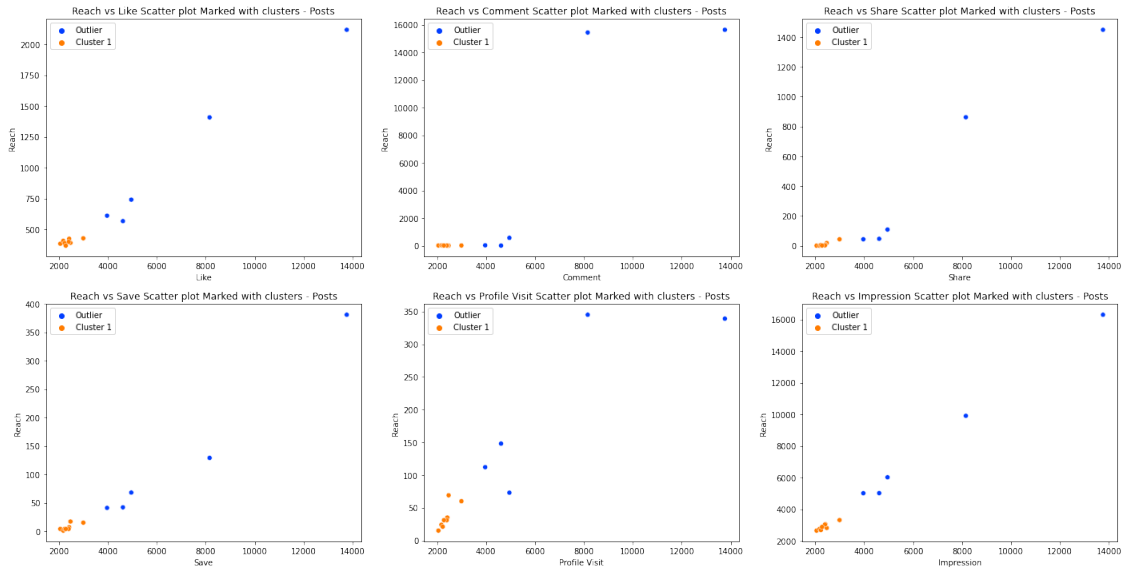 Reach vs Like Scatter plot Marked with clusters - Posts
Outlier
Cluster 1
2000
1750
1500
1250
1000
750
500
Reach
2000 4000 6000 8000 10000 12000 14000
Like
Reach vs Comment Scatter plot Marked with clusters - Posts
Outlier
Cluster 1
16000
14000
12000
10000
8000
6000
4000
2000
0
Reach
2000 4000 6000 8000 10000 12000 14000
Comment
Reach vs Share Scatter plot Marked with clusters - Posts
Outlier
Cluster 1
1400
1200
1000
800
600
400
200
0
Reach
2000 4000 6000 8000 10000 12000 14000
Share
Reach vs Save Scatter plot Marked with clusters - Posts
Outlier
Cluster 1
400
350
300
250
200
150
100
50
0
Reach
2000 4000 6000 8000 10000 12000 14000
Save
Reach vs Profile Visit Scatter plot Marked with clusters - Posts
Outlier
Cluster 1
350
300
250
200
150
100
50
0
Reach
2000 4000 6000 8000 10000 12000 14000
Profile Visit
Reach vs Impression Scatter plot Marked with clusters - Posts
Outlier
Cluster 1
16000
14000
12000
10000
8000
6000
4000
2000
Reach
2000 4000 6000 8000 10000 12000 14000
Impression